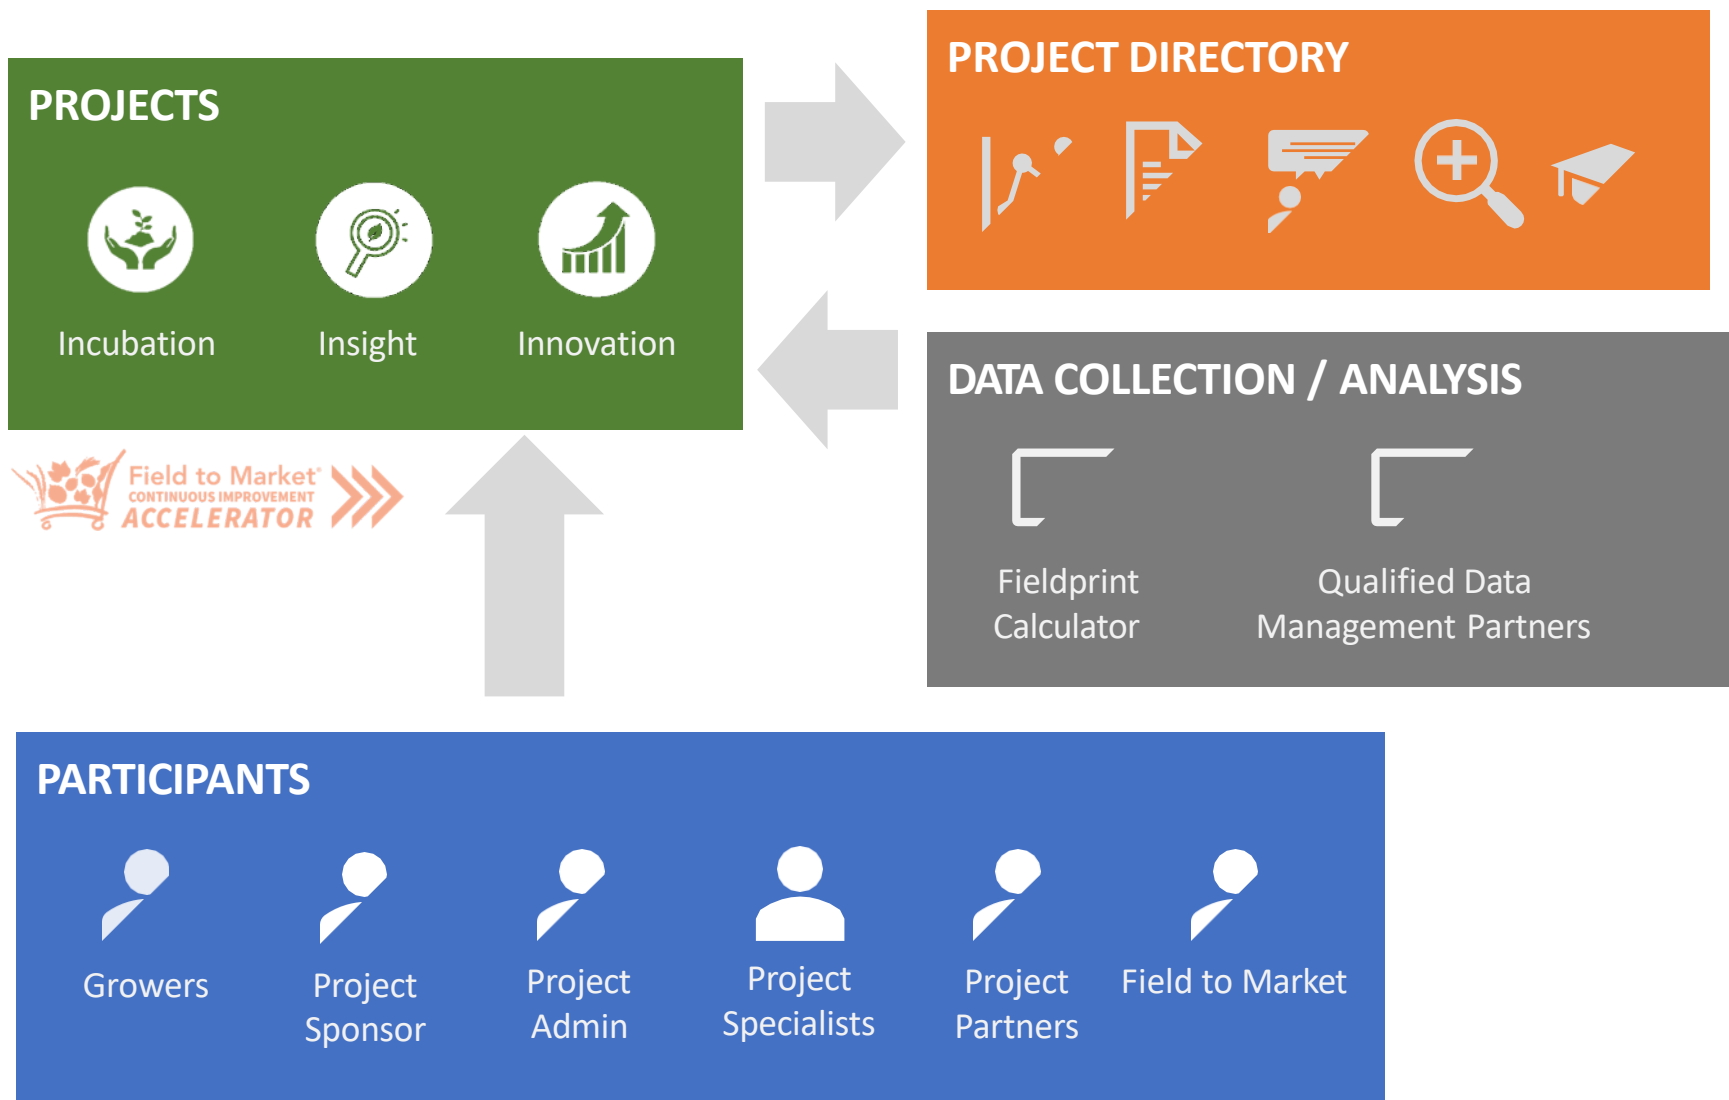 PROJECTS
Incubation
Insight
Innovation
Field to Market®
CONTINUOUS IMPROVEMENT
ACCELERATOR
PROJECT DIRECTORY
DATA COLLECTION / ANALYSIS
Fieldprint
Calculator
Qualified Data
Management Partners
PARTICIPANTS
Growers
Project
Sponsor
Project
Admin
Project
Specialists
Project
Partners
Field to Market